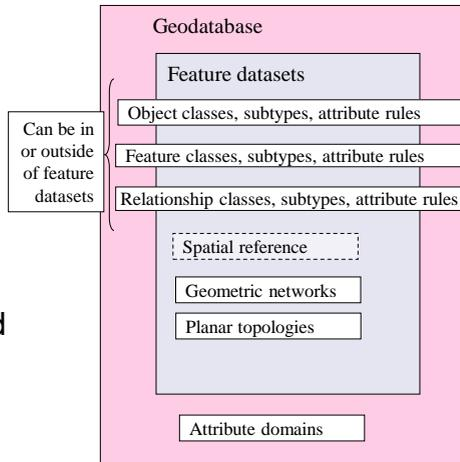 Geodatabase
Feature datasets
Object classes, subtypes, attribute rules
Can be in
or outside
of feature
datasets
Feature classes, subtypes, attribute rules
Relationship classes, subtypes, attribute rules
Spatial reference
Geometric networks
Planar topologies
Attribute domains